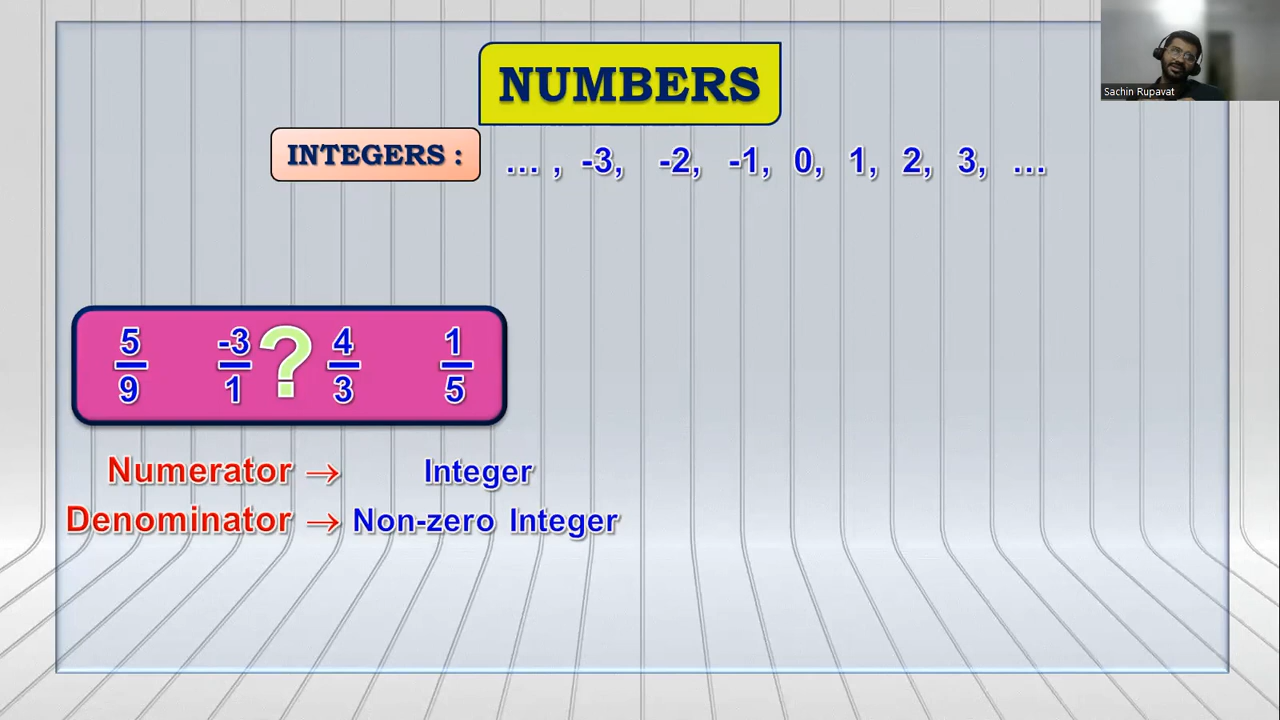 NUMBERS
Sachin Rupavat
INTEGERS : ... , -3, -2, -1, 0, 1, 2, 3, ...
5/9 -3/1 ? 4/3 1/5
Numerator → Integer
Denominator → Non-zero Integer